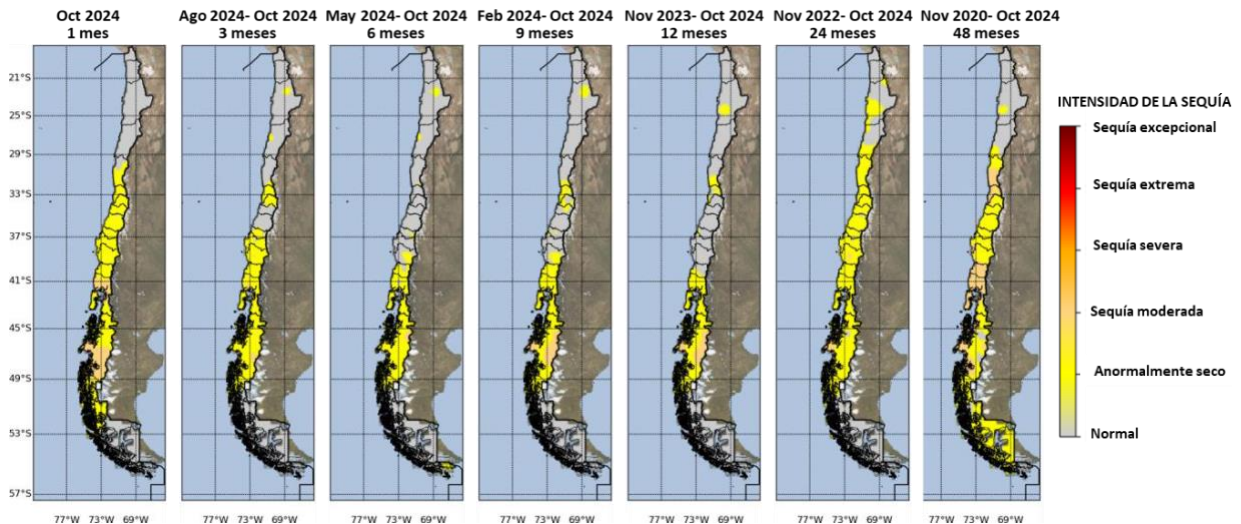 Oct 2024
1 meses
Ago 2024- Oct 2024
3 meses
May 2024- Oct 2024
6 meses
Feb 2024- Oct 2024
9 meses
Nov 2023- Oct 2024
12 meses
Nov 2022- Oct 2024
24 meses
Nov 2020- Oct 2024
48 meses
21°S
25°S
29°S
33°S
37°S
41°S
45°S
49°S
53°S
57°S
77°W 73°W 69°W
77°W 73°W 69°W
77°W 73°W 69°W
77°W 73°W 69°W
77°W 73°W 69°W
77°W 73°W 69°W
77°W 73°W 69°W
INTENSIDAD DE LA SEQUÍA
Sequía excepcional
Sequía extrema
Sequía severa
Sequía moderada
Anormalmente seco
Normal